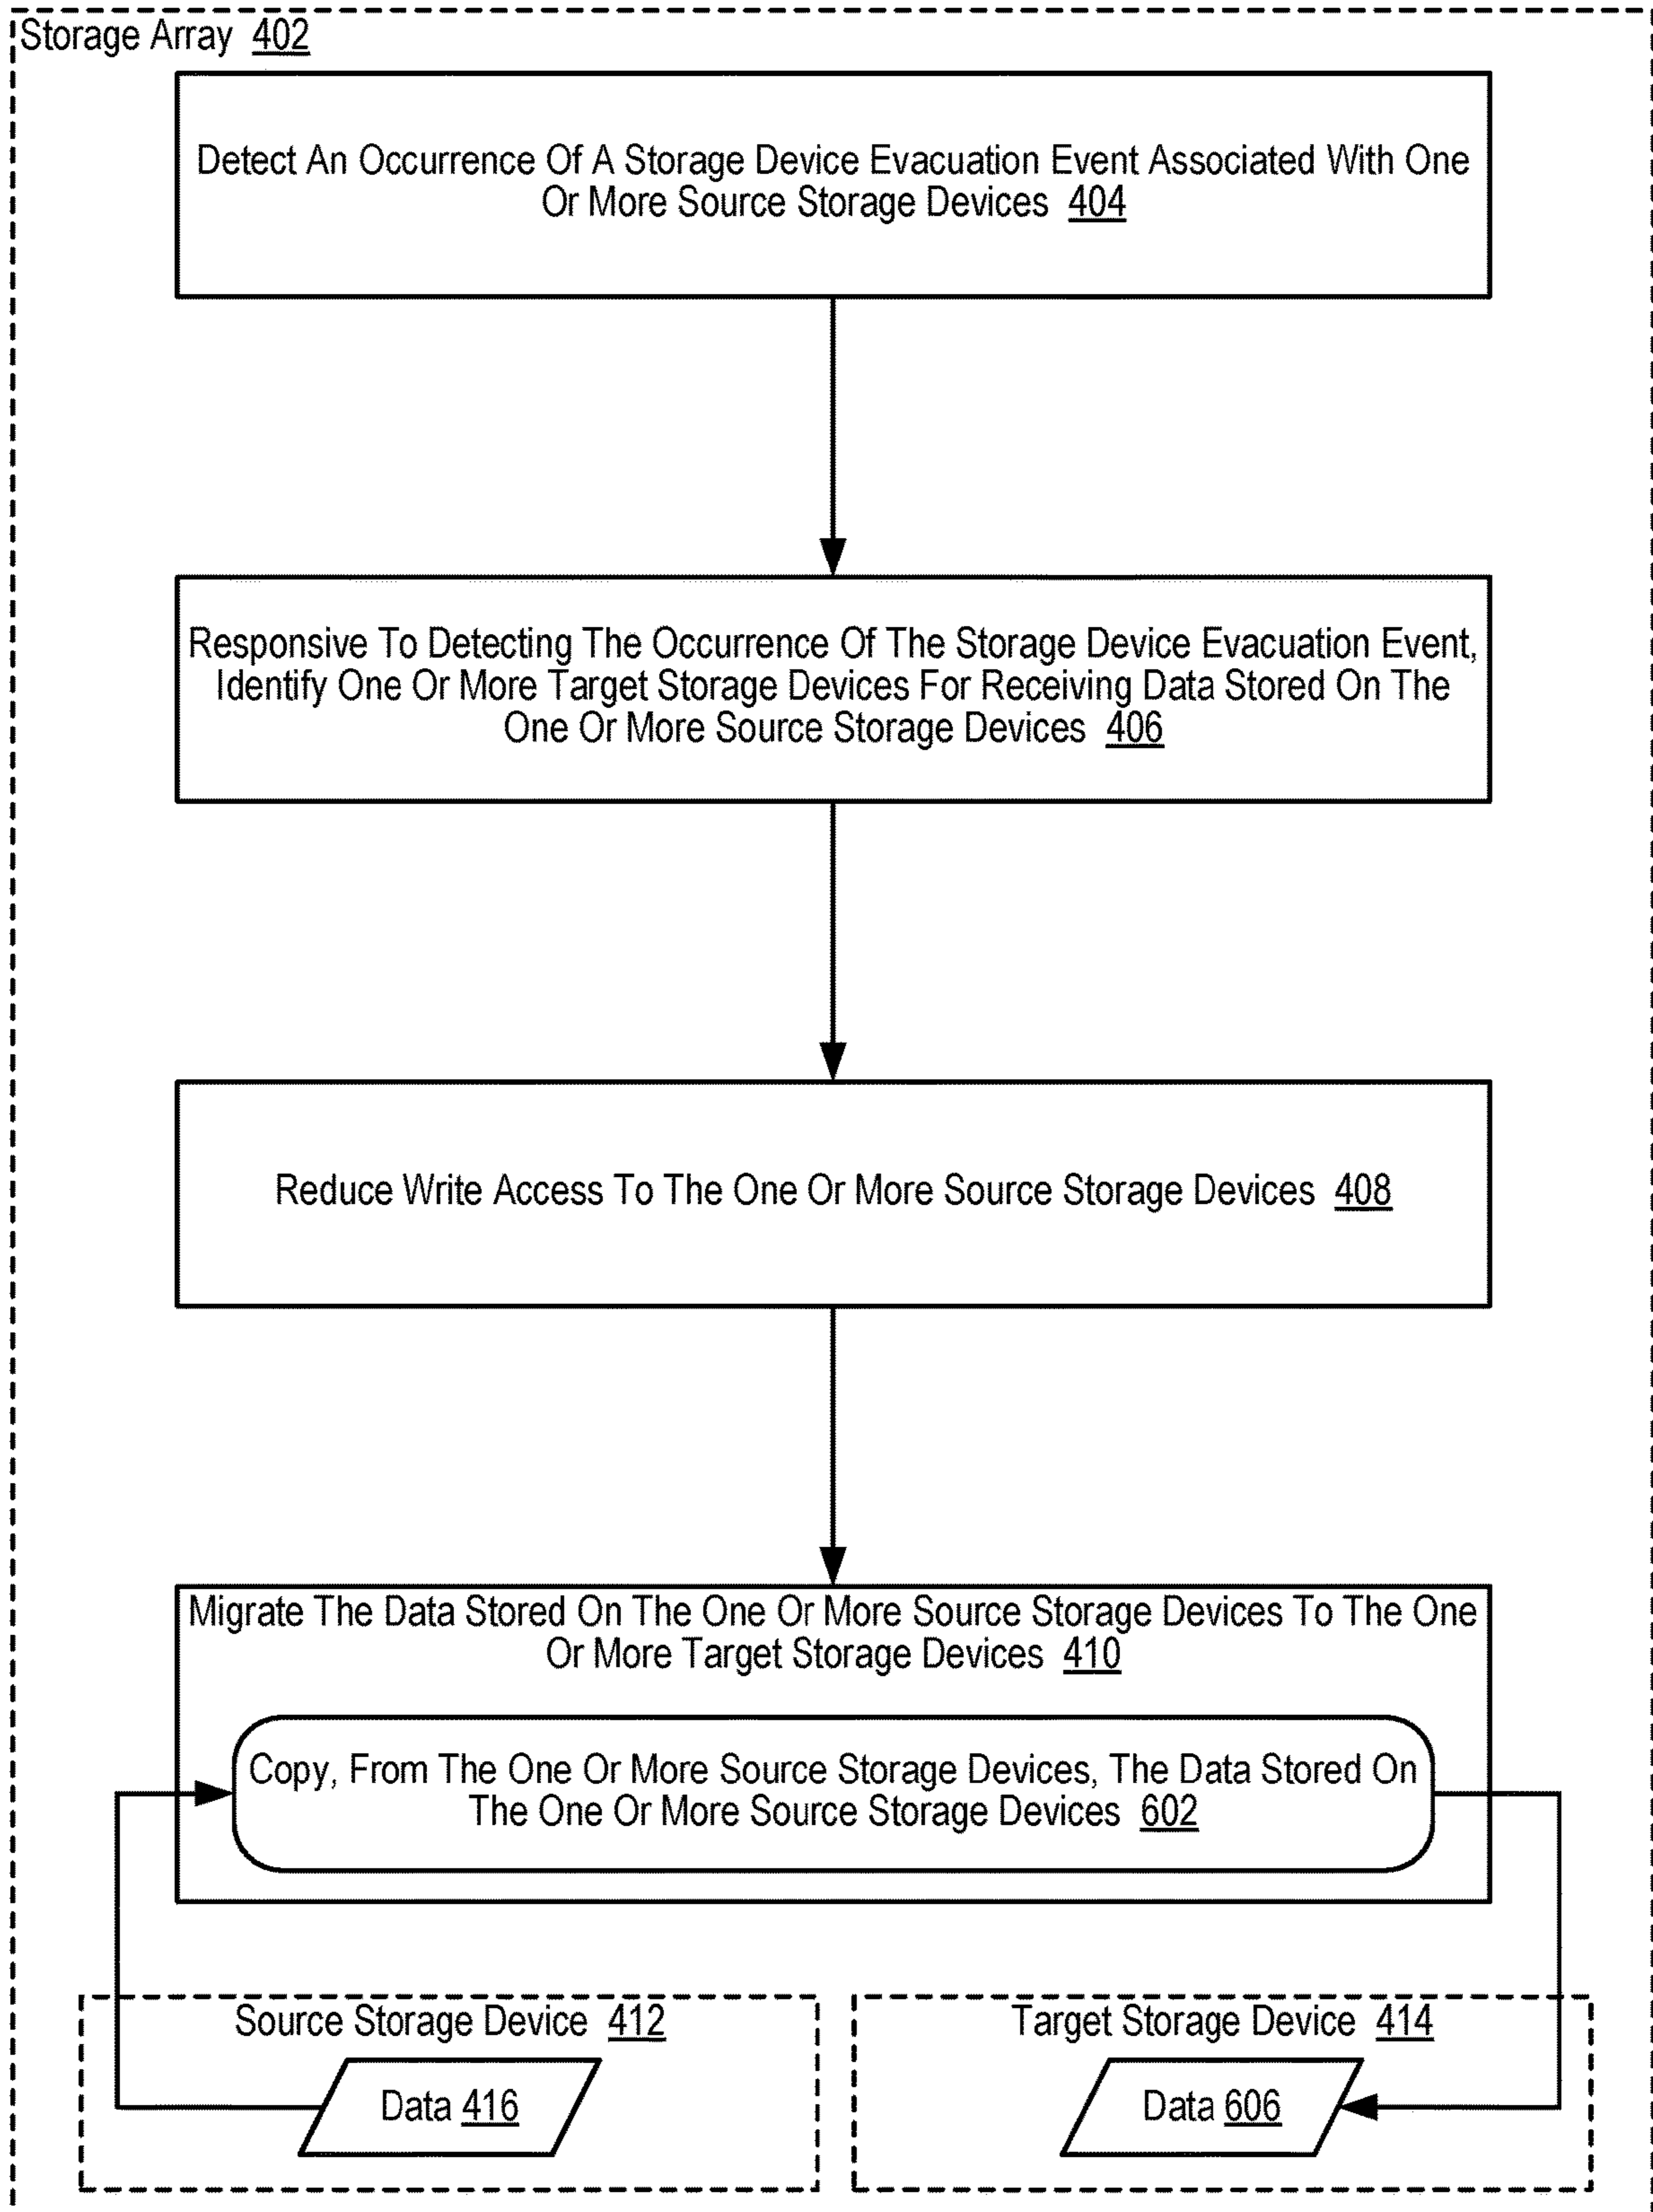 Storage Array 402
Detect An Occurrence Of A Storage Device Evacuation Event Associated With One
Or More Source Storage Devices 404
Responsive To Detecting The Occurrence Of The Storage Device Evacuation Event,
Identify One Or More Target Storage Devices For Receiving Data Stored On The
One Or More Source Storage Devices 406
Reduce Write Access To The One Or More Source Storage Devices 408
Migrate The Data Stored On The One Or More Source Storage Devices To The One
Or More Target Storage Devices 410
Copy, From The One Or More Source Storage Devices, The Data Stored On
The One Or More Source Storage Devices 602
Source Storage Device 412
Data 416
Target Storage Device 414
Data 606